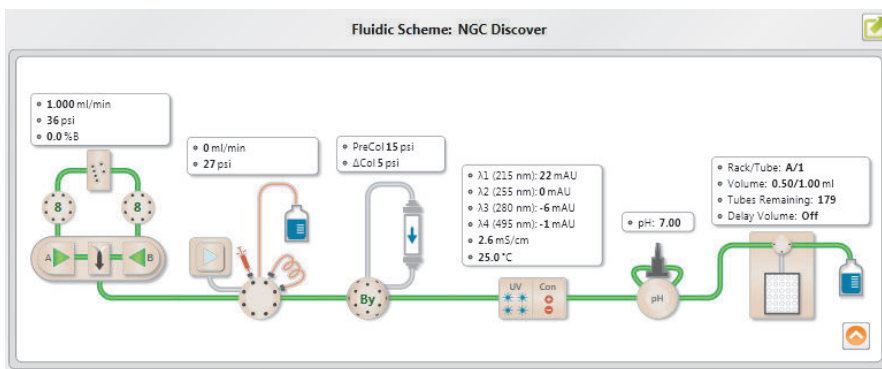 Fluidic Scheme: NGC Discover
1.000 ml/min
36 psi
0.0 %B
8
8
A
B
0 ml/min
27 psi
PreCol 15 psi
ΔCol 5 psi
By
λ1 (215 nm): 22 mAU
λ2 (255 nm): 0 mAU
λ3 (280 nm): -6 mAU
λ4 (495 nm): -1 mAU
2.6 mS/cm
25.0 °C
UV
Con
pH: 7.00
pH
Rack/Tube: A/1
Volume: 0.50/1.00 ml
Tubes Remaining: 179
Delay Volume: Off